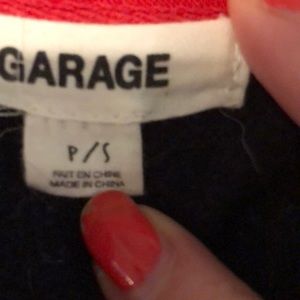 GARAGE
P/S
FAIT EN CHINE
MADE IN CHINA